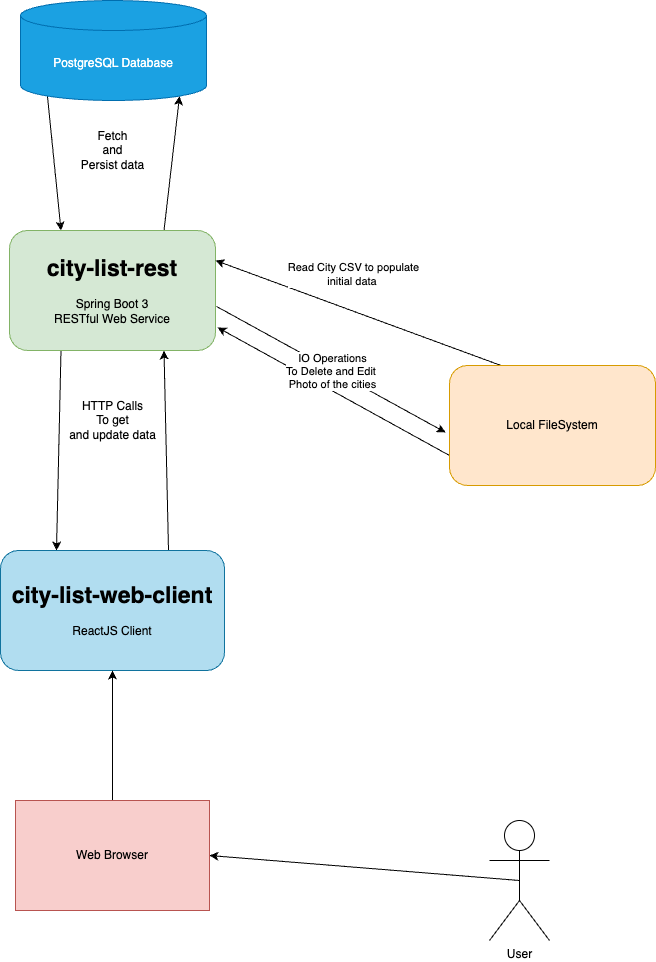 PostgreSQL Database
Fetch
and
Persist data
city-list-rest
Spring Boot 3
RESTful Web Service
Read City CSV to populate
initial data
IO Operations
To Delete and Edit
Photo of the cities
Local FileSystem
HTTP Calls
To get
and update data
city-list-web-client
ReactJS Client
Web Browser
User